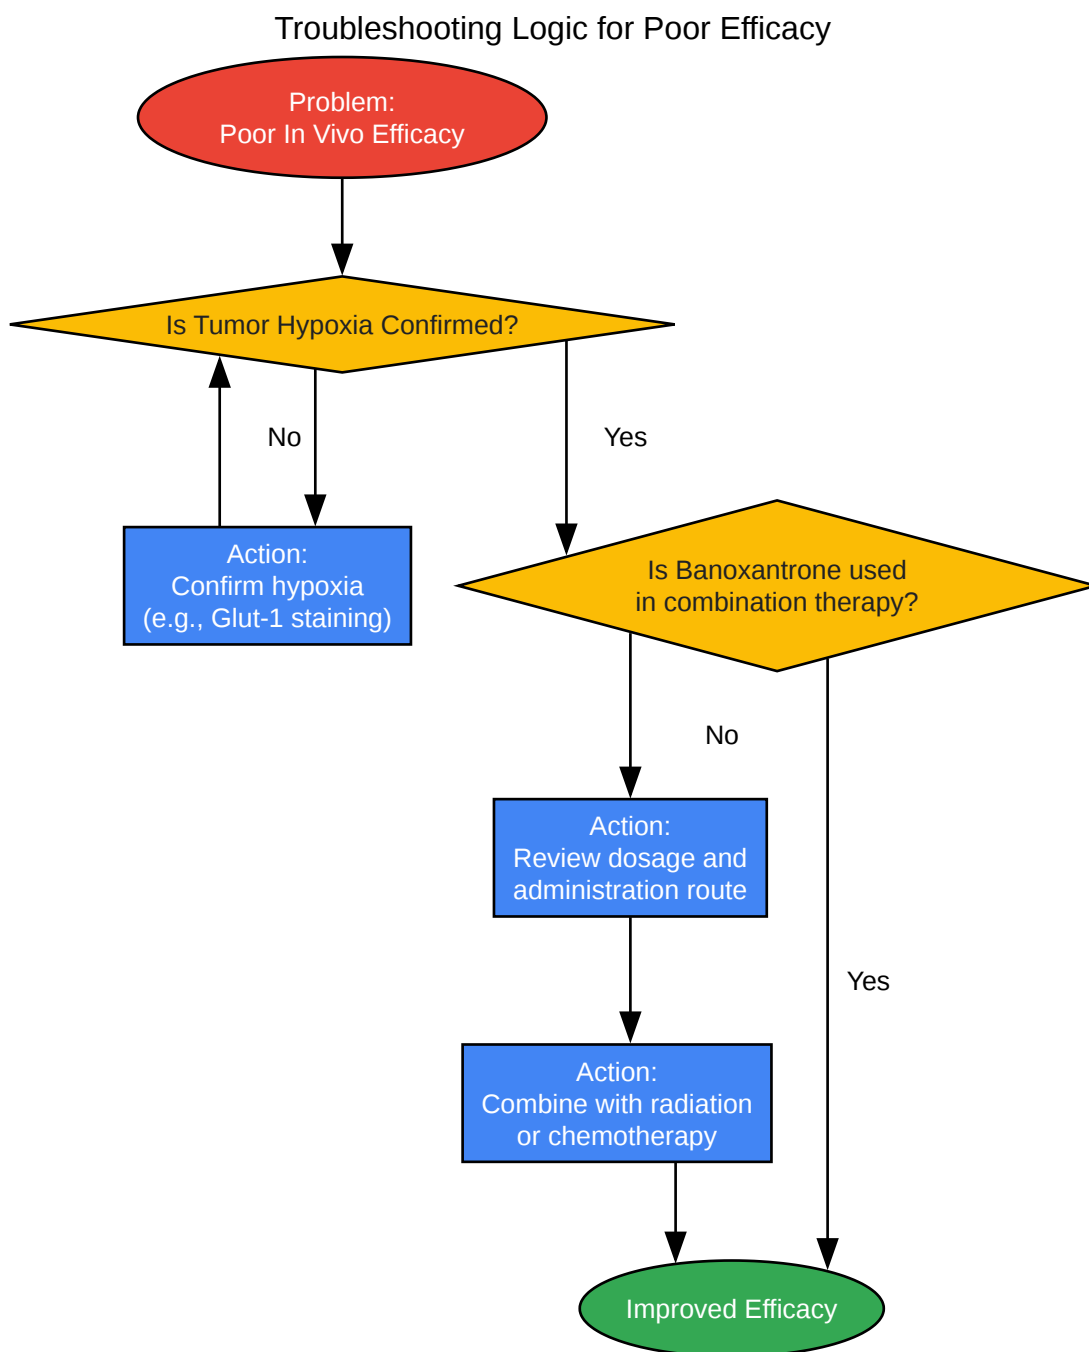 Troubleshooting Logic for Poor Efficacy
Problem:
Poor In Vivo Efficacy
Is Tumor Hypoxia Confirmed?
No
Yes
Action:
Confirm hypoxia
(e.g., Glut-1 staining)
Is Banoxantrone used
in combination therapy?
No
Action:
Review dosage and
administration route
Yes
Action:
Combine with radiation
or chemotherapy
Improved Efficacy